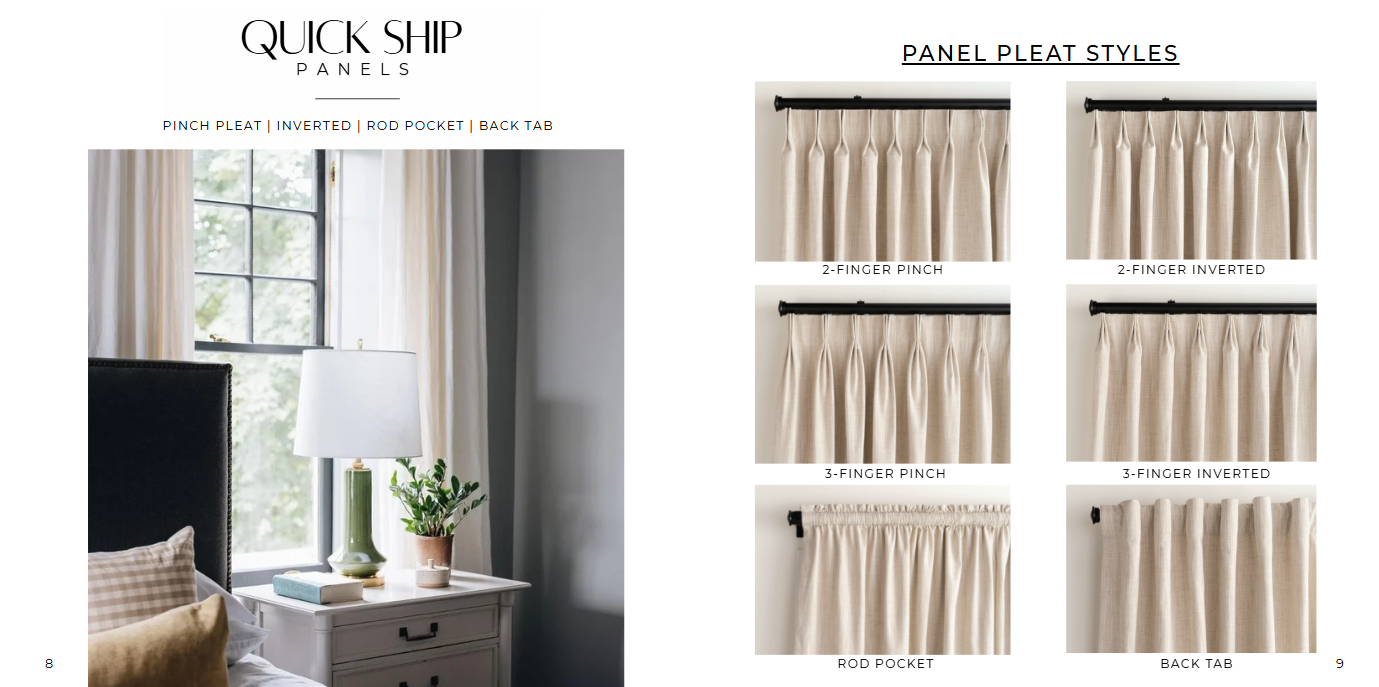 QUICK SHIP
PANELS
PINCH PLEAT | INVERTED | ROD POCKET | BACK TAB
8
PANEL PLEAT STYLES
2-FINGER PINCH
2-FINGER INVERTED
3-FINGER PINCH
3-FINGER INVERTED
ROD POCKET
BACK TAB
9